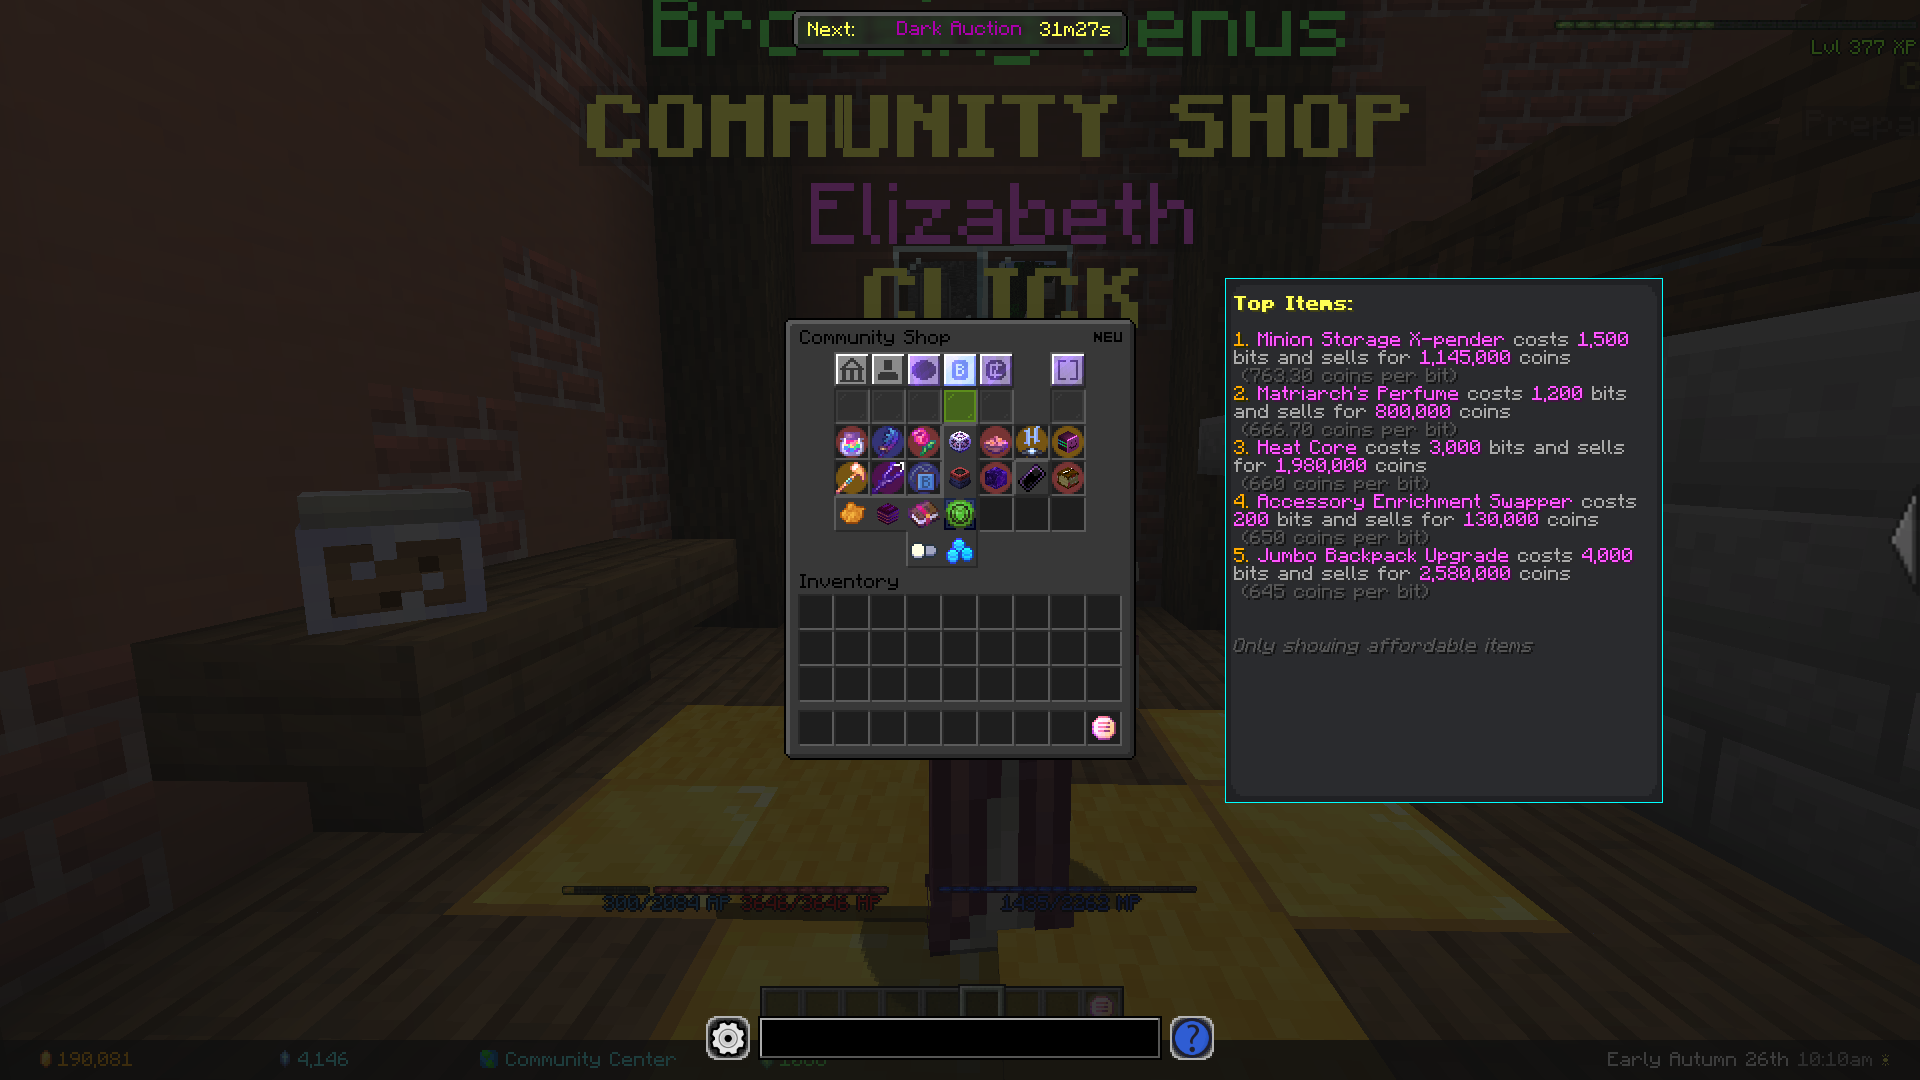 Next: Dark Auction 31m27s
Lvl 377 XP
COMMUNITY SHOP
Elizabeth
CLICK
Community Shop NEU
Inventory
Top Items:
1. Minion Storage X-pender costs 1,500
bits and sells for 1,145,000 coins
(763.30 coins per bit)
2. Matriarch's Perfume costs 1,200 bits
and sells for 800,000 coins
(666.70 coins per bit)
3. Heat Core costs 3,000 bits and sells
for 1,980,000 coins
(660 coins per bit)
4. Accessory Enrichment Swapper costs
200 bits and sells for 130,000 coins
(650 coins per bit)
5. Jumbo Backpack Upgrade costs 4,000
bits and sells for 2,580,000 coins
(645 coins per bit)
Only showing affordable items
190,081 4,146 Community Center
Early Autumn 26th 10:10am